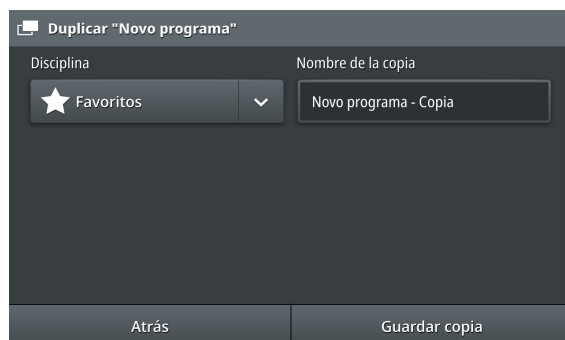 Duplicar "Novo programa"
Disciplina
Nombre de la copia
Favoritos
Novo programa - Copia
Atrás
Guardar copia